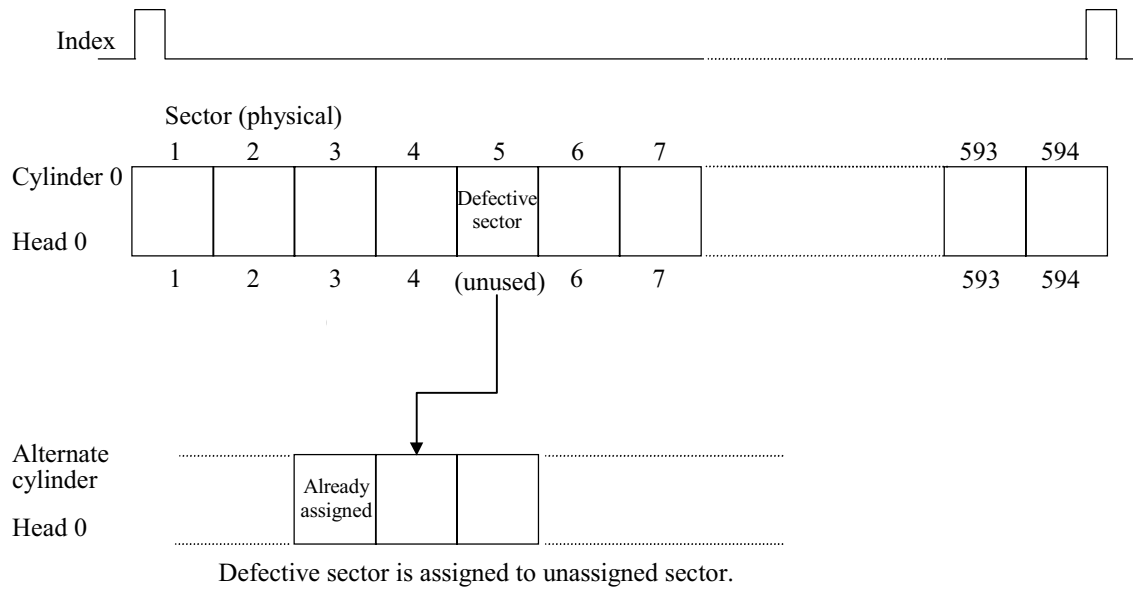 Index
Sector (physical)
1 2 3 4 5 6 7 593 594
Cylinder 0
Defective
sector
Head 0
1 2 3 4 (unused) 6 7 593 594
Alternate
cylinder
Already
assigned
Head 0
Defective sector is assigned to unassigned sector.